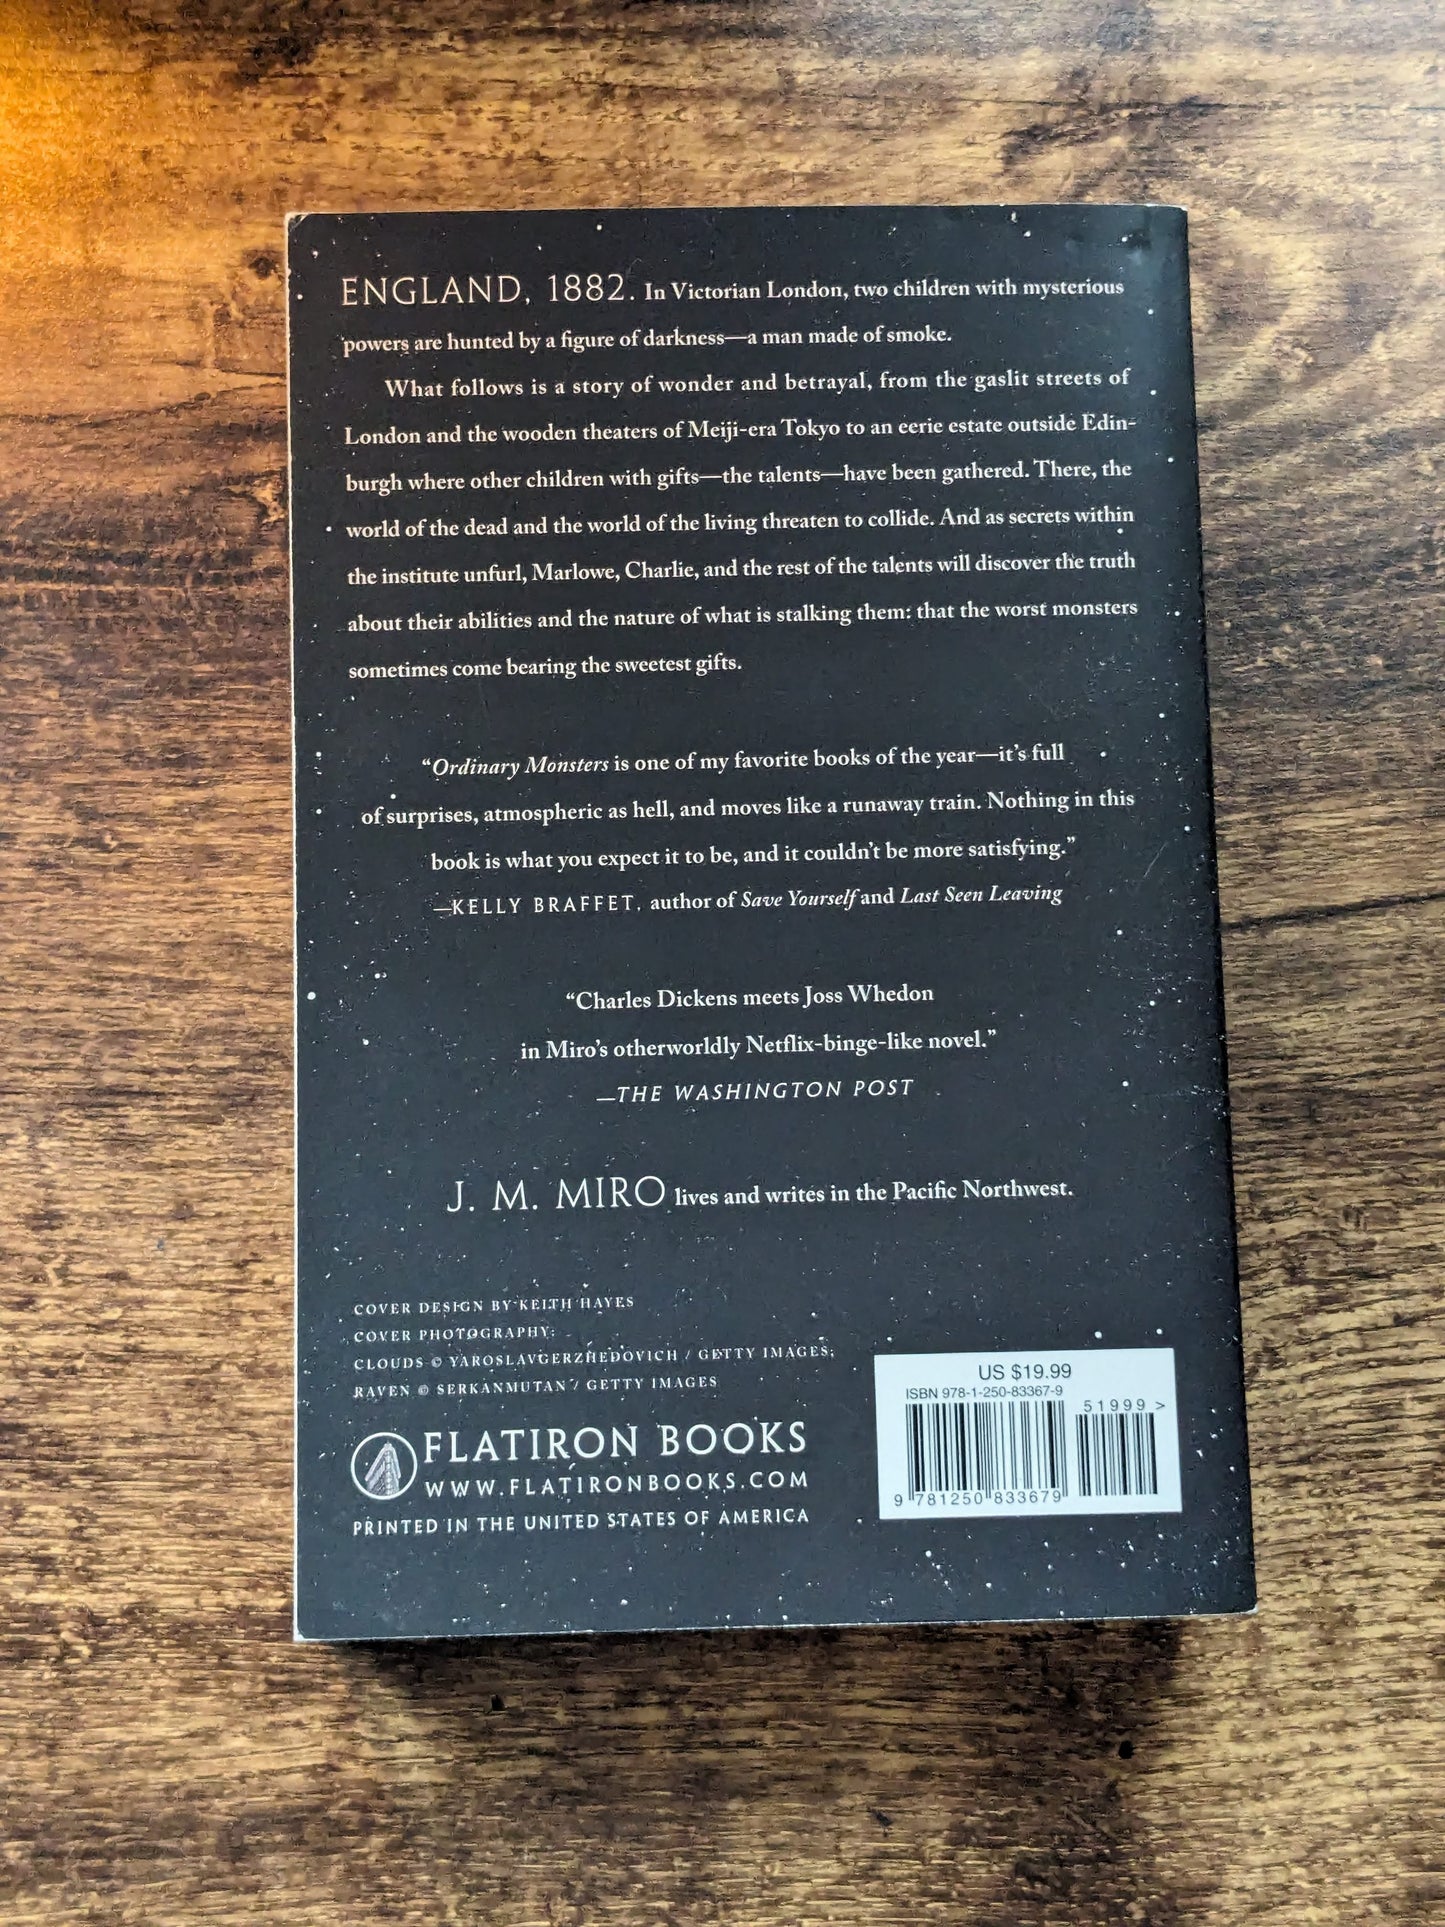 ENGLAND, 1882. In Victorian London, two children with mysterious
powers are hunted by a figure of darkness—a man made of smoke.
What follows is a story of wonder and betrayal, from the gaslit streets of
London and the wooden theaters of Meiji-era Tokyo to an eerie estate outside Edin-
burgh where other children with gifts—the talents—have been gathered. There, the
world of the dead and the world of the living threaten to collide. And as secrets within
the institute unfurl, Marlowe, Charlie, and the rest of the talents will discover the truth
about their abilities and the nature of what is stalking them: that the worst monsters
sometimes come bearing the sweetest gifts.
“Ordinary Monsters is one of my favorite books of the year—it’s full
of surprises, atmospheric as hell, and moves like a runaway train. Nothing in this
book is what you expect it to be, and it couldn’t be more satisfying.”
—KELLY BRAFFET, author of Save Yourself and Last Seen Leaving
“Charles Dickens meets Joss Whedon
in Miro’s otherworldly Netflix-binge-like novel.”
—THE WASHINGTON POST
J. M. MIRO lives and writes in the Pacific Northwest.
COVER DESIGN BY KEITH HAYES
COVER PHOTOGRAPHY:
CLOUDS © YAROSLAVGERZHEDOVICH / GETTY IMAGES;
RAVEN © SERKANMUTAN / GETTY IMAGES
FLATIRON BOOKS
WWW.FLATIRONBOOKS.COM
PRINTED IN THE UNITED STATES OF AMERICA
US $19.99
ISBN 978-1-250-83367-9
51999 >
9 781250 833679